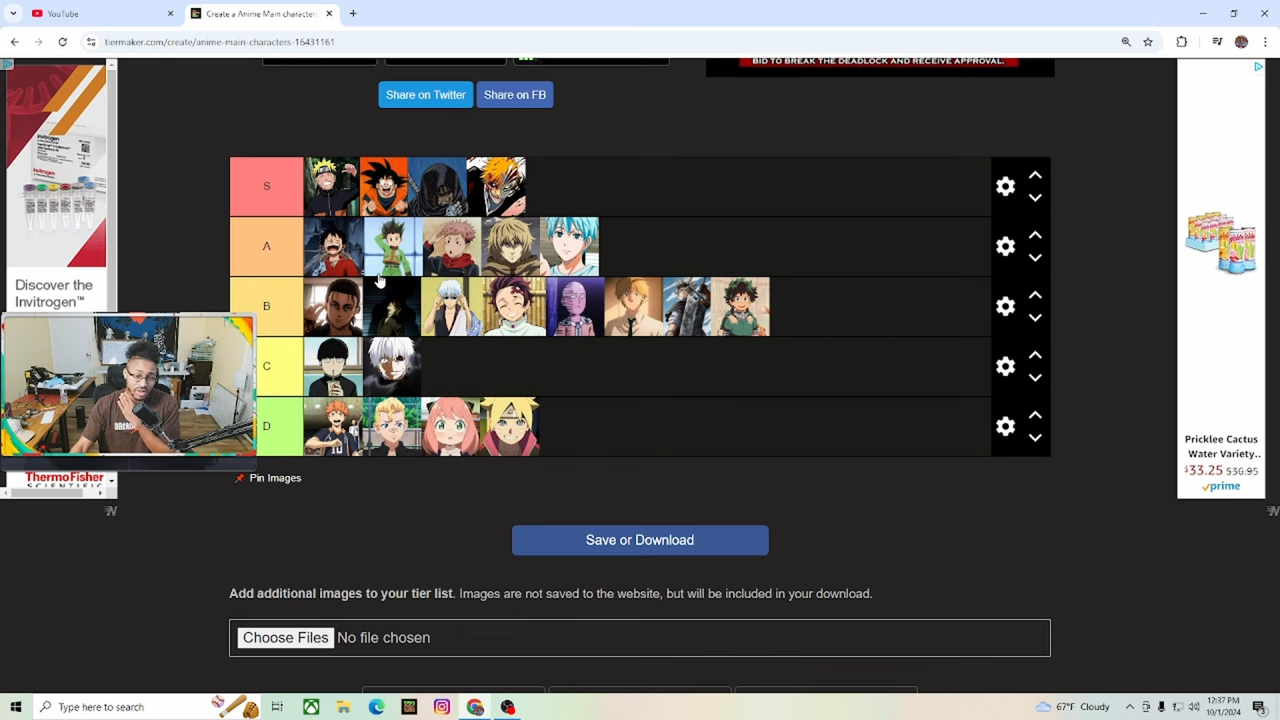 YouTube
Create a Anime Main character
tiermaker.com/create/anime-main-characters-16431161
BID TO BREAK THE DEADLOCK AND RECEIVE APPROVAL.
Share on Twitter
Share on FB
S
A
B
C
D
invitrogen
Discover the
Invitrogen™
ThermoFisher
SCIENTIFIC
Pin Images
Save or Download
Add additional images to your tier list. Images are not saved to the website, but will be included in your download.
Choose Files No file chosen
Pricklee Cactus
Water Variety..
$33.25 $36.95
prime
Type here to search
67°F Cloudy
12:37 PM
10/1/2024